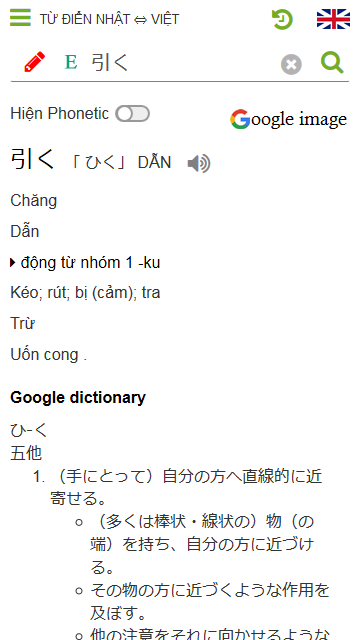 TỪ ĐIỂN NHẬT ⇔ VIỆT
E 引く
Hiện Phonetic
Google image
引く 「 ひく」 DẪN
Chăng
Dẫn
động từ nhóm 1 -ku
Kéo; rút; bị (cảm); tra
Trừ
Uốn cong .
Google dictionary
ひ‐く
五他
1. （手にとって）自分の方へ直線的に近
寄せる。
（多くは棒状・線状の）物（の
端）を持ち、自分の方に近づけ
る。
その物の方に近づくような作用を
及ぼす。
他の注意をそれに向かせるような